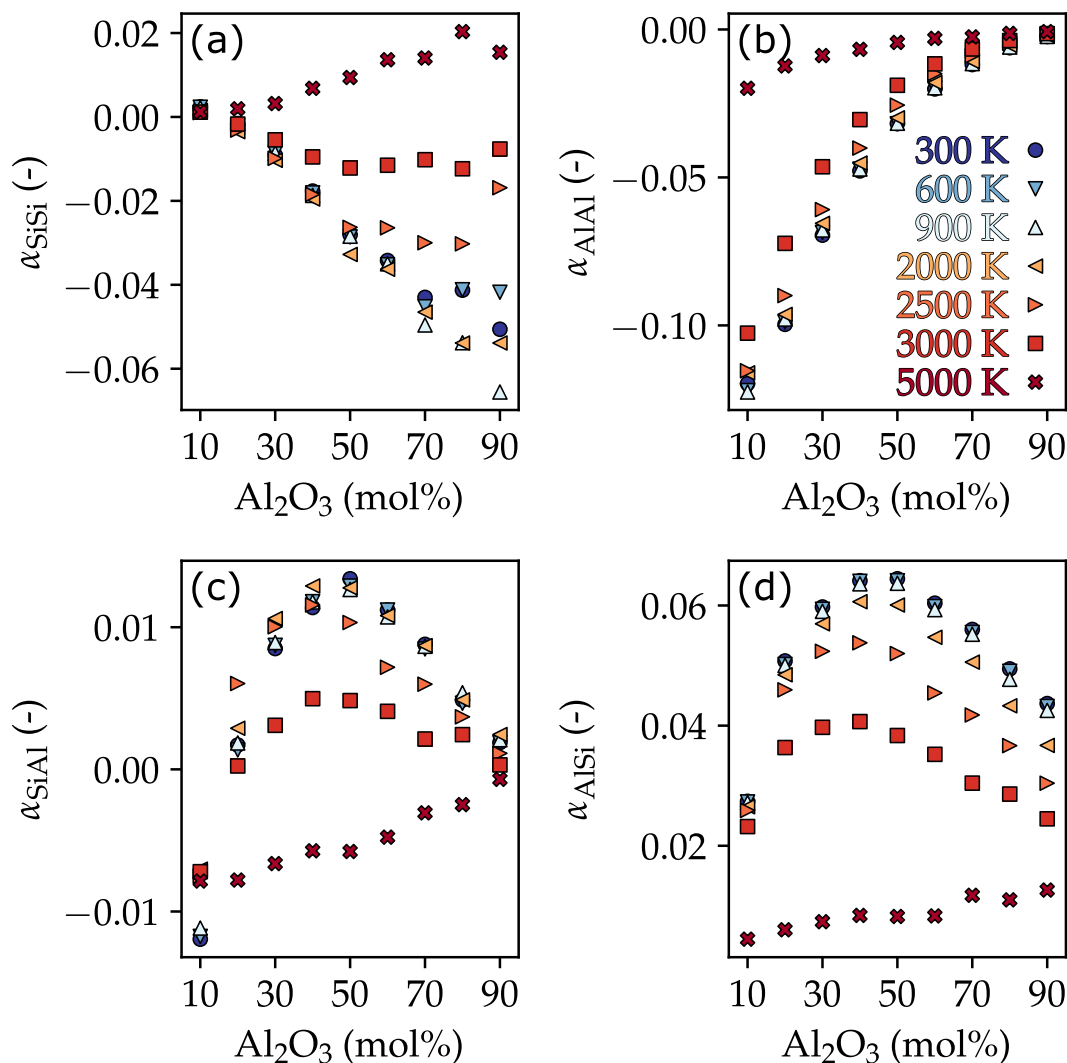 (a)
0.02
0.00
−0.02
−0.04
−0.06
αSiSi (-)
10 30 50 70 90
Al₂O₃ (mol%)
(b)
0.00
−0.05
−0.10
αAlAl (-)
300 K
600 K
900 K
2000 K
2500 K
3000 K
5000 K
10 30 50 70 90
Al₂O₃ (mol%)
(c)
0.01
0.00
−0.01
αSiAl (-)
10 30 50 70 90
Al₂O₃ (mol%)
(d)
0.06
0.04
0.02
αAlSi (-)
10 30 50 70 90
Al₂O₃ (mol%)